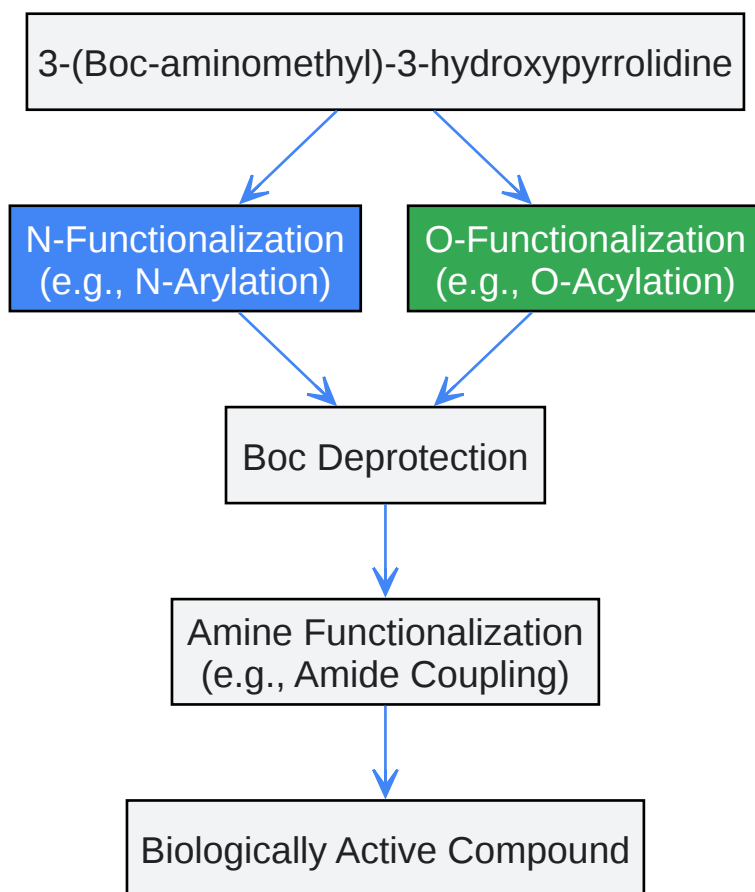 3-(Boc-aminomethyl)-3-hydroxypyrrolidine
N-Functionalization
(e.g., N-Arylation)
O-Functionalization
(e.g., O-Acylation)
Boc Deprotection
Amine Functionalization
(e.g., Amide Coupling)
Biologically Active Compound